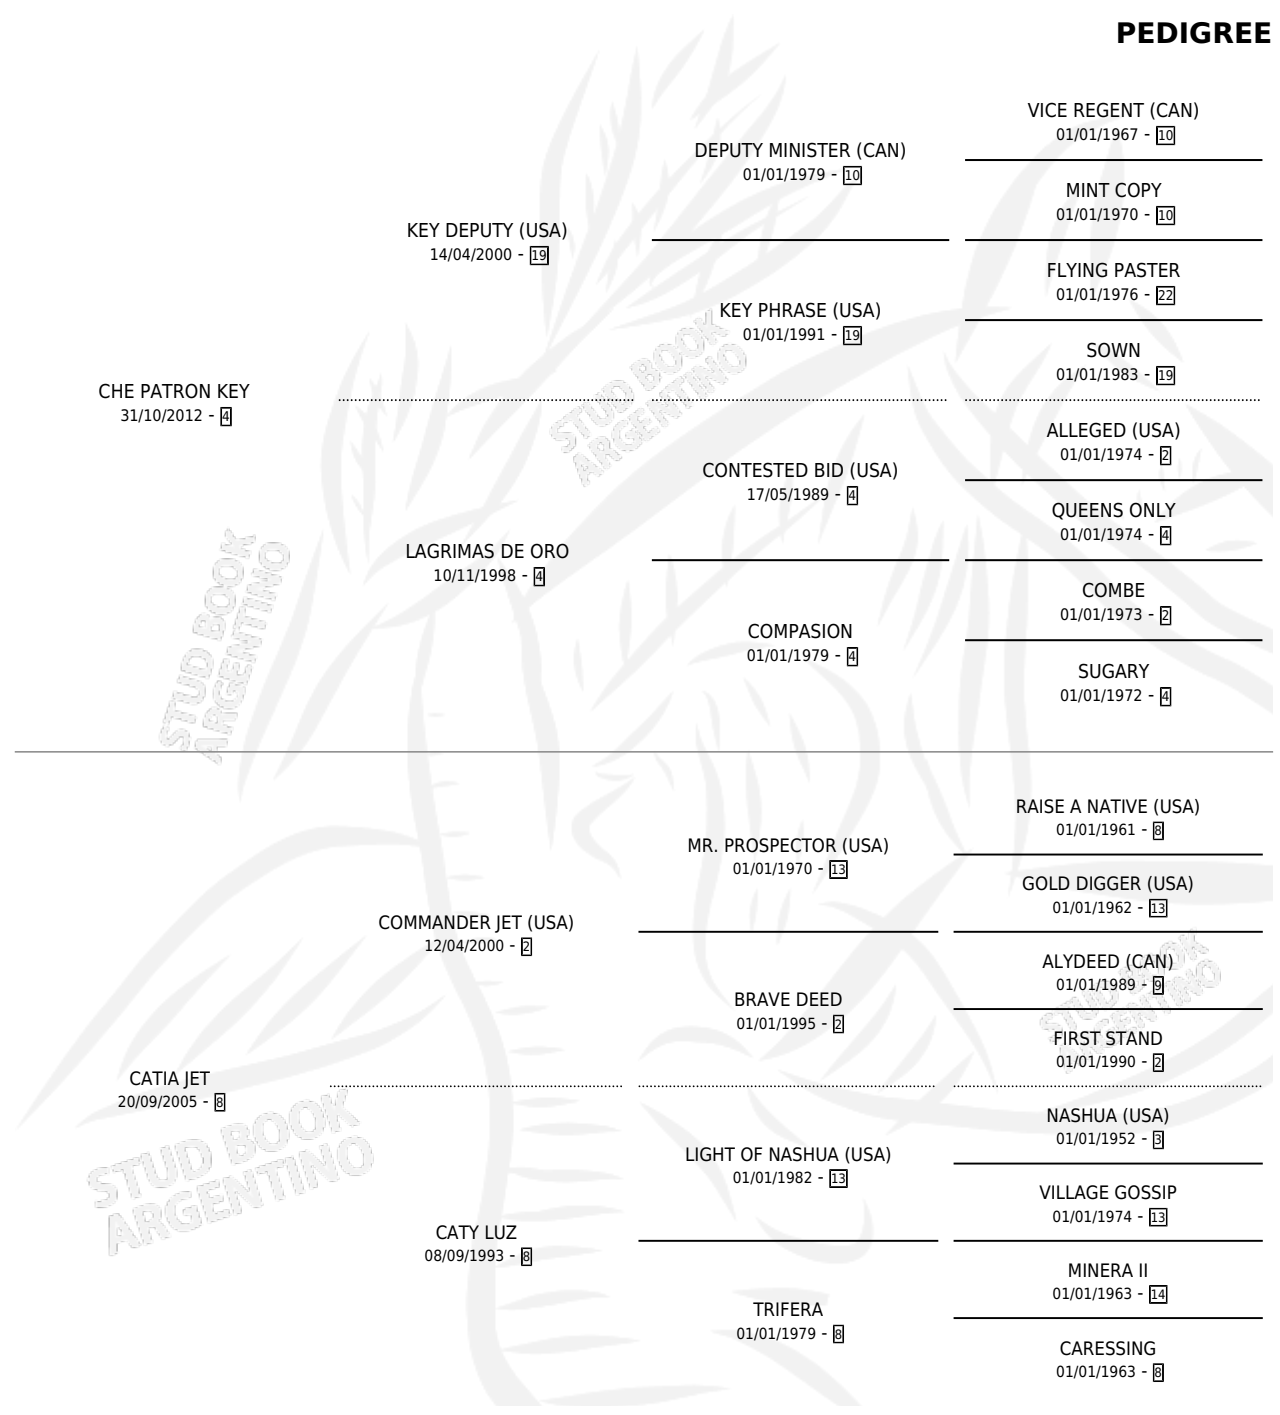 PEDIGREE
VICE REGENT (CAN)
01/01/1967 - 10
DEPUTY MINISTER (CAN)
01/01/1979 - 10
MINT COPY
01/01/1970 - 10
KEY DEPUTY (USA)
14/04/2000 - 19
FLYING PASTER
01/01/1976 - 22
KEY PHRASE (USA)
01/01/1991 - 19
SOWN
01/01/1983 - 19
CHE PATRON KEY
31/10/2012 - 4
ALLEGED (USA)
01/01/1974 - 2
CONTESTED BID (USA)
17/05/1989 - 4
QUEENS ONLY
01/01/1974 - 4
LAGRIMAS DE ORO
10/11/1998 - 4
COMBE
01/01/1973 - 2
COMPASION
01/01/1979 - 4
SUGARY
01/01/1972 - 4
RAISE A NATIVE (USA)
01/01/1961 - 8
MR. PROSPECTOR (USA)
01/01/1970 - 13
GOLD DIGGER (USA)
01/01/1962 - 13
COMMANDER JET (USA)
12/04/2000 - 2
ALYDEED (CAN)
01/01/1989 - 9
BRAVE DEED
01/01/1995 - 2
FIRST STAND
01/01/1990 - 2
CATIA JET
20/09/2005 - 8
NASHUA (USA)
01/01/1952 - 3
LIGHT OF NASHUA (USA)
01/01/1982 - 13
VILLAGE GOSSIP
01/01/1974 - 13
CATY LUZ
08/09/1993 - 8
MINERA II
01/01/1963 - 14
TRIFERA
01/01/1979 - 8
CARESSING
01/01/1963 - 8
STUD BOOK
ARGENTINO
STUD BOOK
ARGENTINO
STUD BOOK
ARGENTINO
STUD BOOK
ARGENTINO